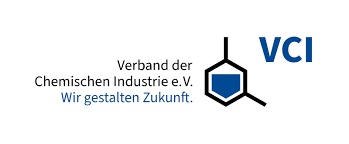 VCI
Verband der
Chemischen Industrie e.V.
Wir gestalten Zukunft.